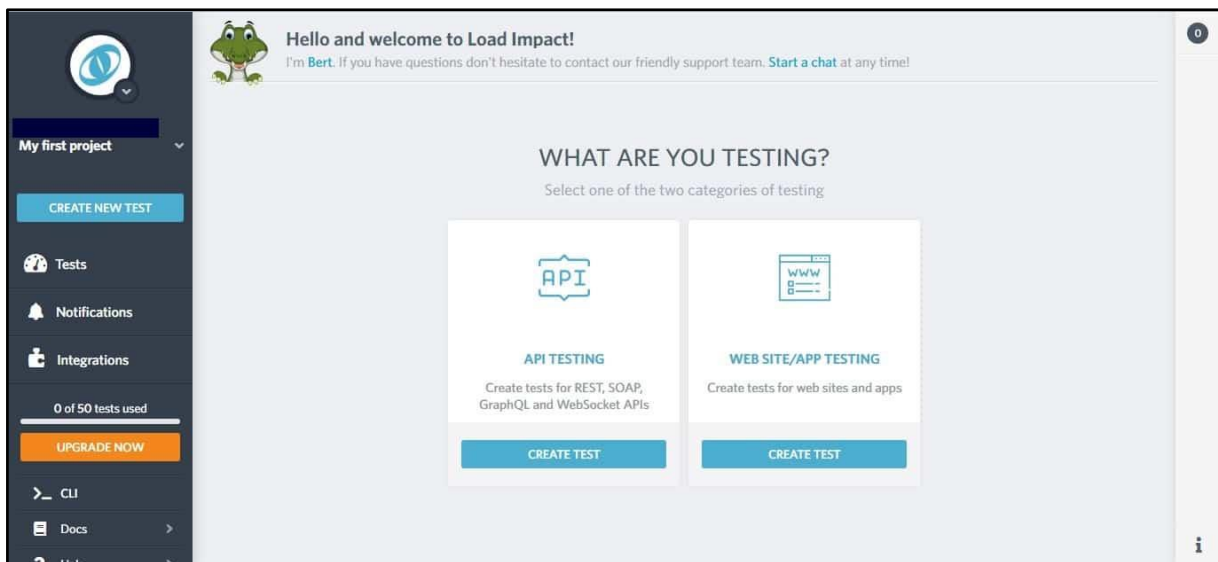 Hello and welcome to Load Impact!
I'm Bert. If you have questions don't hesitate to contact our friendly support team. Start a chat at any time!
0
My first project
CREATE NEW TEST
Tests
Notifications
Integrations
0 of 50 tests used
UPGRADE NOW
CLI
Docs
WHAT ARE YOU TESTING?
Select one of the two categories of testing
API
API TESTING
Create tests for REST, SOAP,
GraphQL and WebSocket APIs
CREATE TEST
WWW
WEB SITE/APP TESTING
Create tests for web sites and apps
CREATE TEST